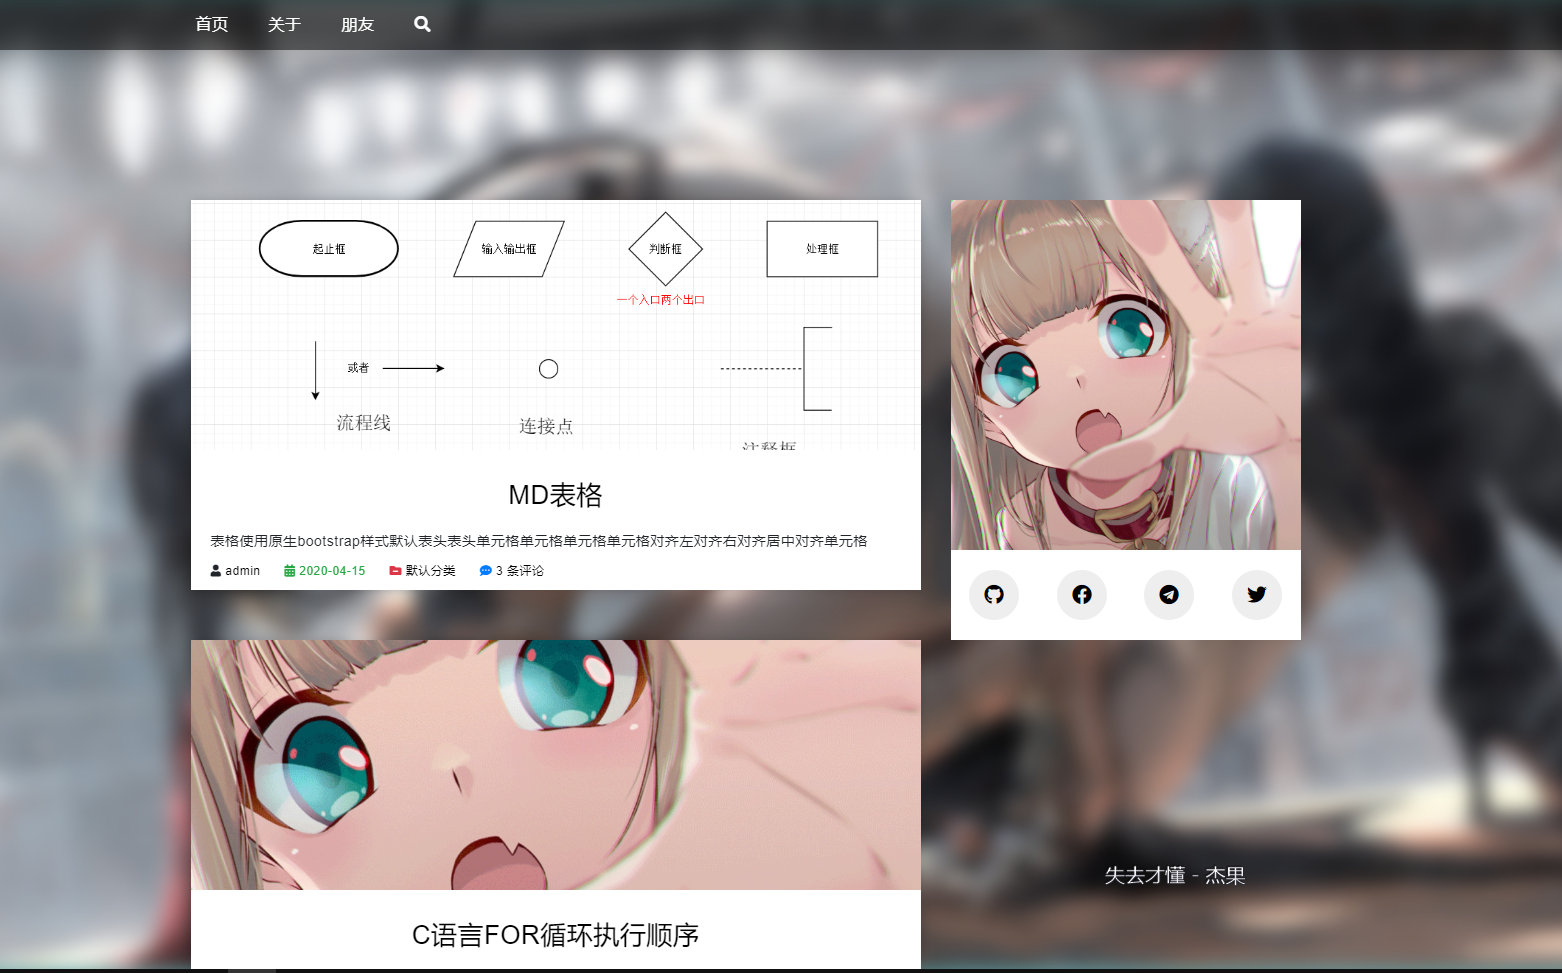 首页 关于 朋友
起止框 输入输出框 判断框 处理框
一个入口两个出口
或者
流程线 连接点 注释框
MD表格
表格使用原生bootstrap样式默认表头表头单元格单元格单元格单元格对齐左对齐右对齐居中对齐单元格
admin 2020-04-15 默认分类 3 条评论
失去才懂 - 杰果
C语言FOR循环执行顺序